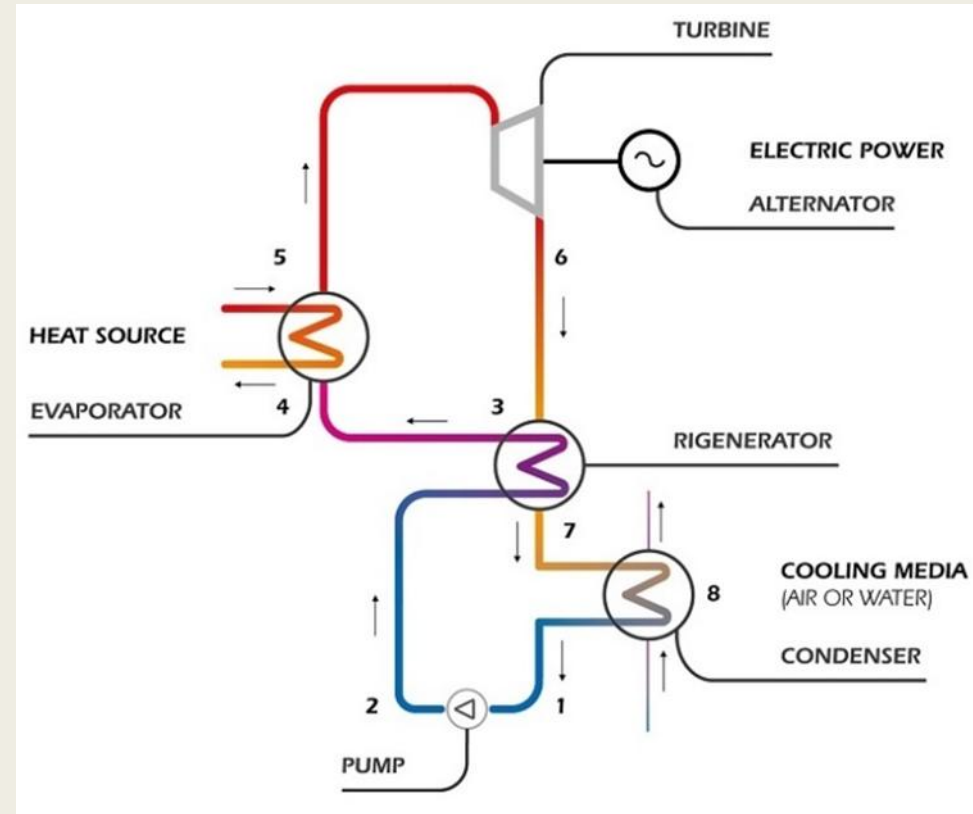 TURBINE
ELECTRIC POWER
ALTERNATOR
5
6
HEAT SOURCE
EVAPORATOR
4
3
RIGENERATOR
7
COOLING MEDIA
(AIR OR WATER)
8
CONDENSER
2
1
PUMP